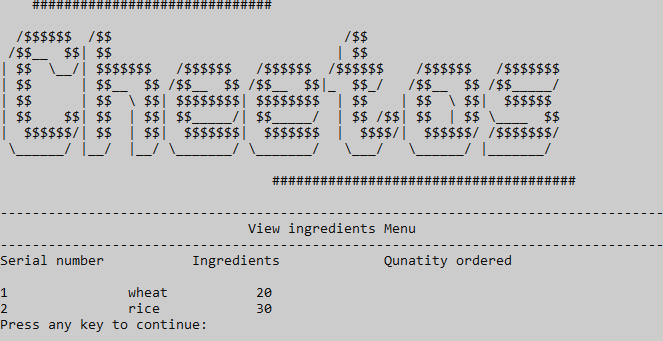 ##############################
Cheetos
######################################
View ingredients Menu
Serial number Ingredients Qunatity ordered
1 wheat 20
2 rice 30
Press any key to continue: